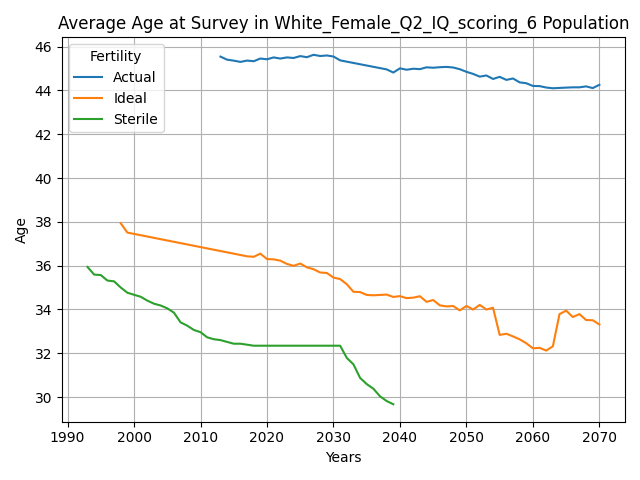 Average Age at Survey in White_Female_Q2_IQ_scoring_6 Population
Fertility
Actual
Ideal
Sterile
Age
46
44
42
40
38
36
34
32
30
1990
2000
2010
2020
2030
2040
2050
2060
2070
Years